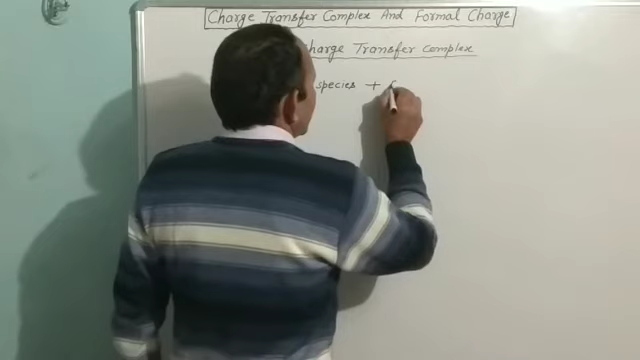 Charge Transfer Complex And Formal Charge
harge Transfer Complex
species +